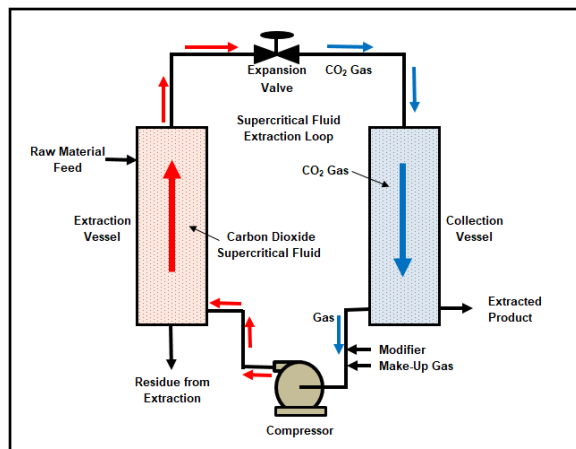 Expansion
Valve
CO₂ Gas
Supercritical Fluid
Extraction Loop
Raw Material
Feed
CO₂ Gas
Extraction
Vessel
Carbon Dioxide
Supercritical Fluid
Collection
Vessel
Gas
Extracted
Product
Modifier
Make-Up Gas
Residue from
Extraction
Compressor